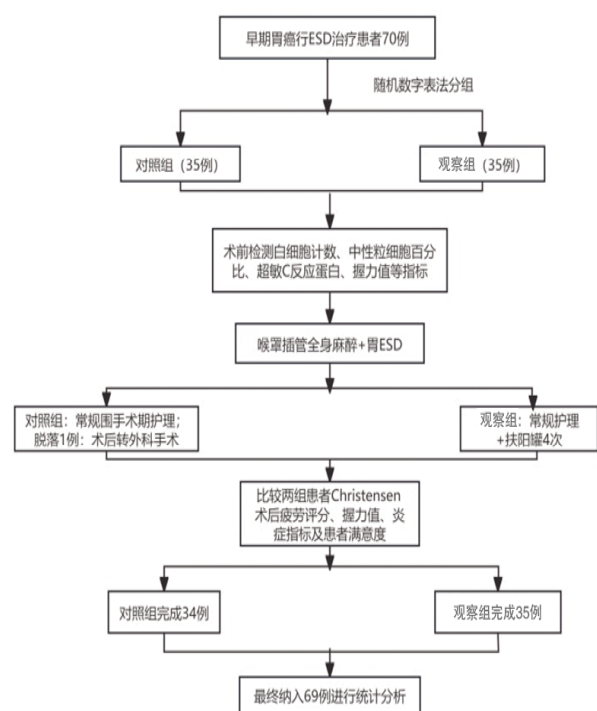 早期胃癌行ESD治疗患者70例
随机数字表法分组
对照组（35例）
观察组（35例）
术前检测白细胞计数、中性粒细胞百分
比、超敏C反应蛋白、握力值等指标
喉罩插管全身麻醉+胃ESD
对照组：常规围手术期护理；
脱落1例：术后转外科手术
观察组：常规护理
+扶阳罐4次
比较两组患者Christensen
术后疲劳评分、握力值、炎
症指标及患者满意度
对照组完成34例
观察组完成35例
最终纳入69例进行统计分析